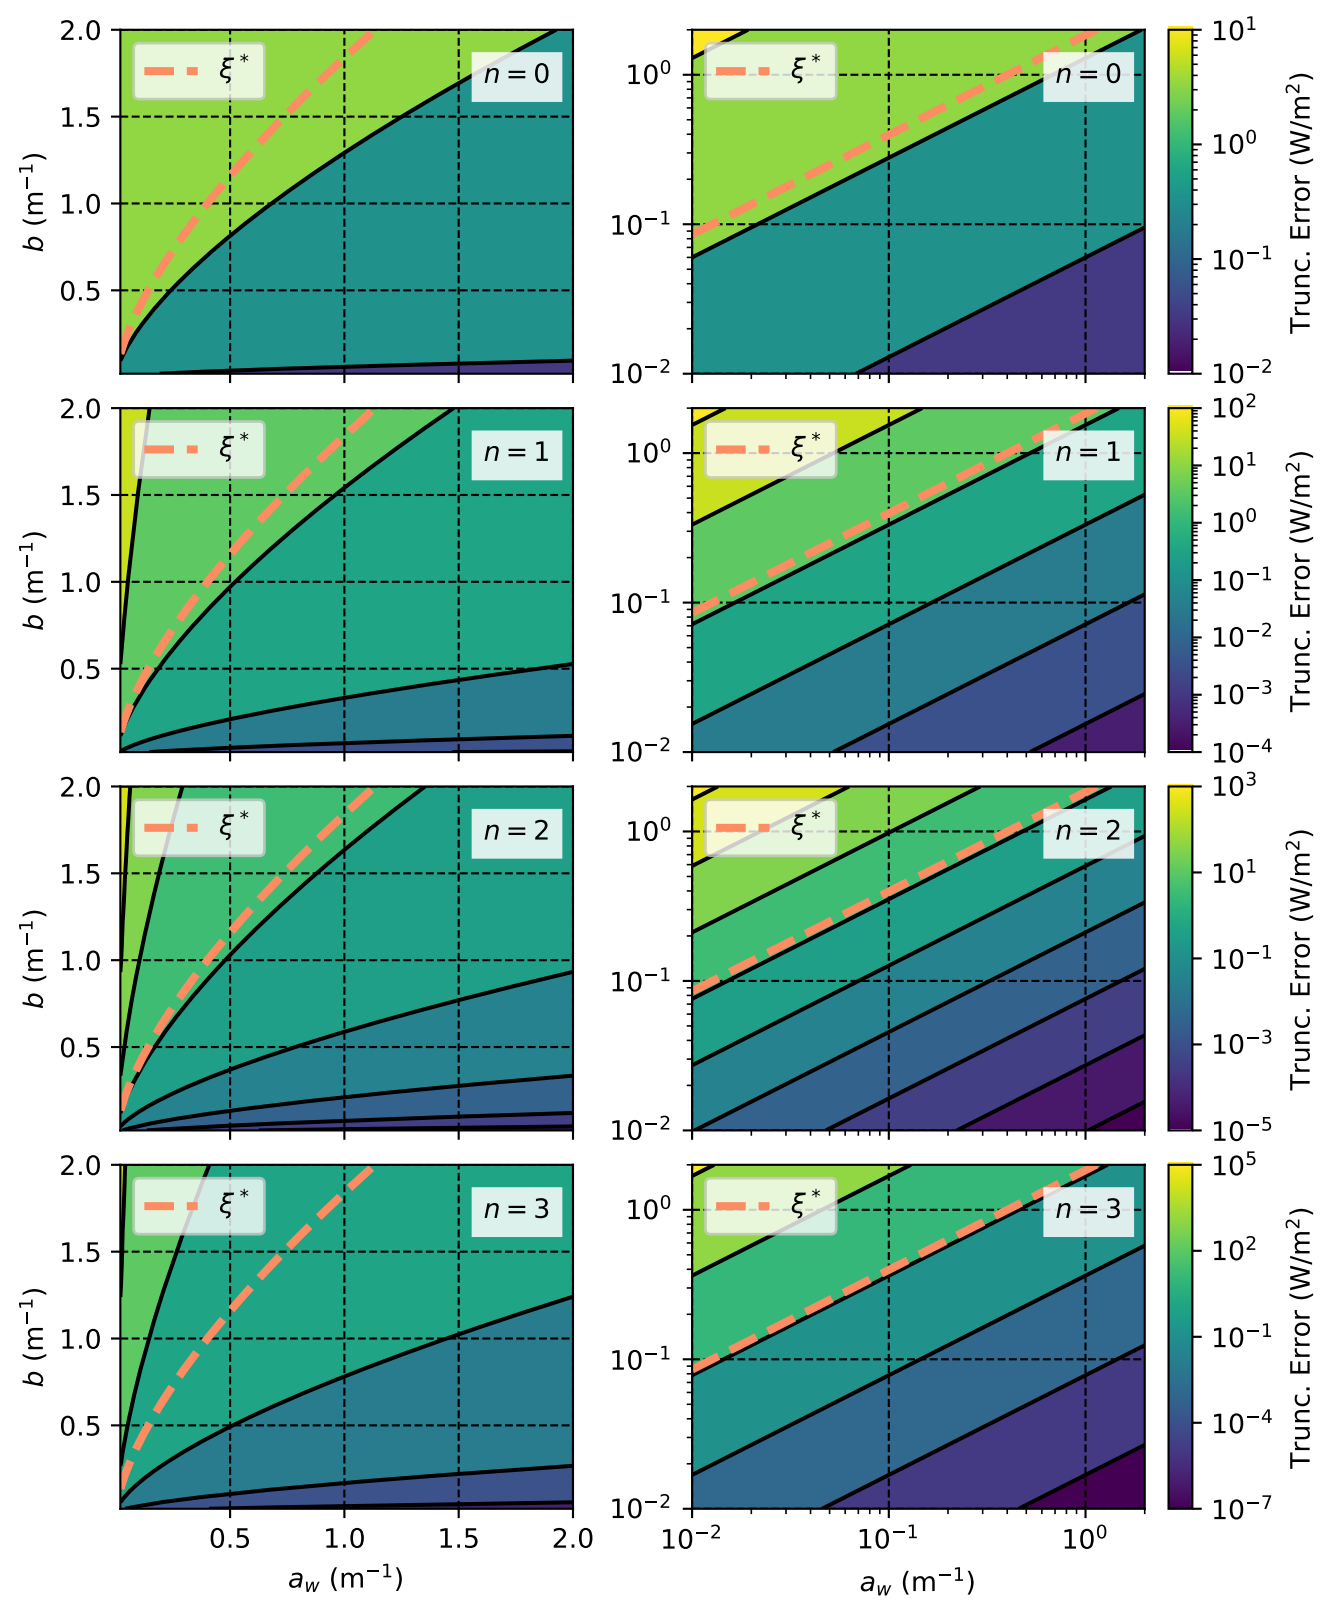 2.0
1.5
1.0
0.5
b (m⁻¹)
ξ*
n = 0
10⁰
10⁻¹
10⁻²
ξ*
n = 0
10¹
10⁰
10⁻¹
10⁻²
Trunc. Error (W/m²)
2.0
1.5
1.0
0.5
b (m⁻¹)
ξ*
n = 1
10⁰
10⁻¹
10⁻²
ξ*
n = 1
10²
10¹
10⁰
10⁻¹
10⁻²
10⁻³
10⁻⁴
Trunc. Error (W/m²)
2.0
1.5
1.0
0.5
b (m⁻¹)
ξ*
n = 2
10⁰
10⁻¹
10⁻²
ξ*
n = 2
10³
10¹
10⁻¹
10⁻³
10⁻⁵
Trunc. Error (W/m²)
2.0
1.5
1.0
0.5
b (m⁻¹)
ξ*
n = 3
0.5 1.0 1.5 2.0
a_w (m⁻¹)
10⁰
10⁻¹
10⁻²
ξ*
n = 3
10⁻² 10⁻¹ 10⁰
a_w (m⁻¹)
10⁵
10²
10⁻¹
10⁻⁴
10⁻⁷
Trunc. Error (W/m²)